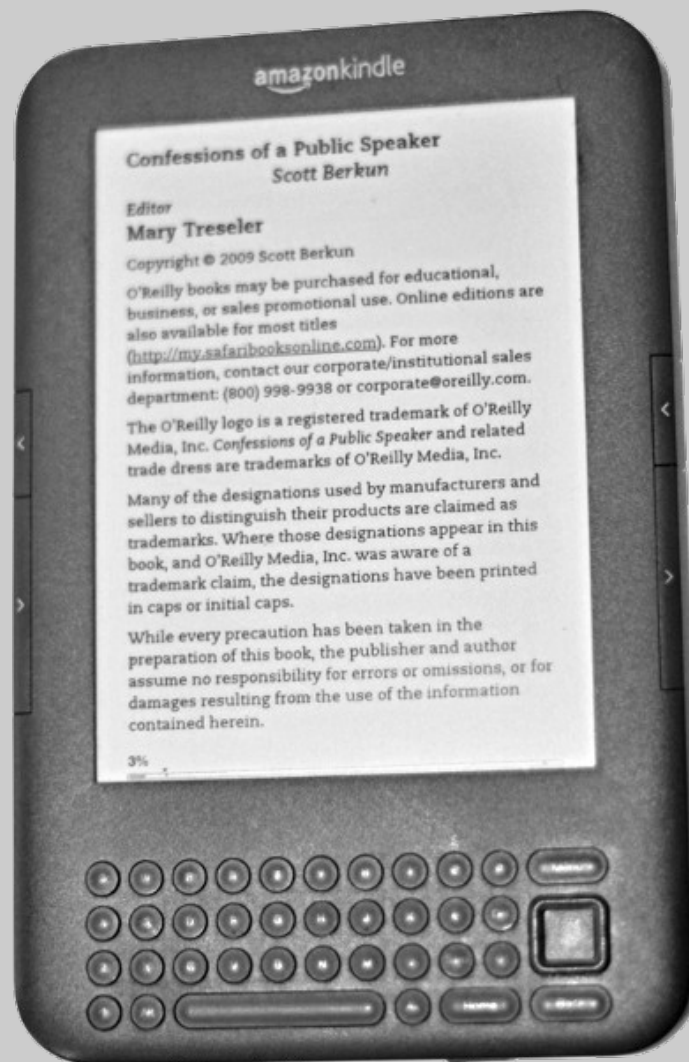 amazonkindle
Confessions of a Public Speaker
Scott Berkun
Editor
Mary Treseler
Copyright © 2009 Scott Berkun
O'Reilly books may be purchased for educational,
business, or sales promotional use. Online editions are
also available for most titles
(http://my.safaribooksonline.com). For more
information, contact our corporate/institutional sales
department: (800) 998-9938 or corporate@oreilly.com.
The O'Reilly logo is a registered trademark of O'Reilly
Media, Inc. Confessions of a Public Speaker and related
trade dress are trademarks of O'Reilly Media, Inc.
Many of the designations used by manufacturers and
sellers to distinguish their products are claimed as
trademarks. Where those designations appear in this
book, and O'Reilly Media, Inc. was aware of a
trademark claim, the designations have been printed
in caps or initial caps.
While every precaution has been taken in the
preparation of this book, the publisher and author
assume no responsibility for errors or omissions, or for
damages resulting from the use of the information
contained herein.
3%